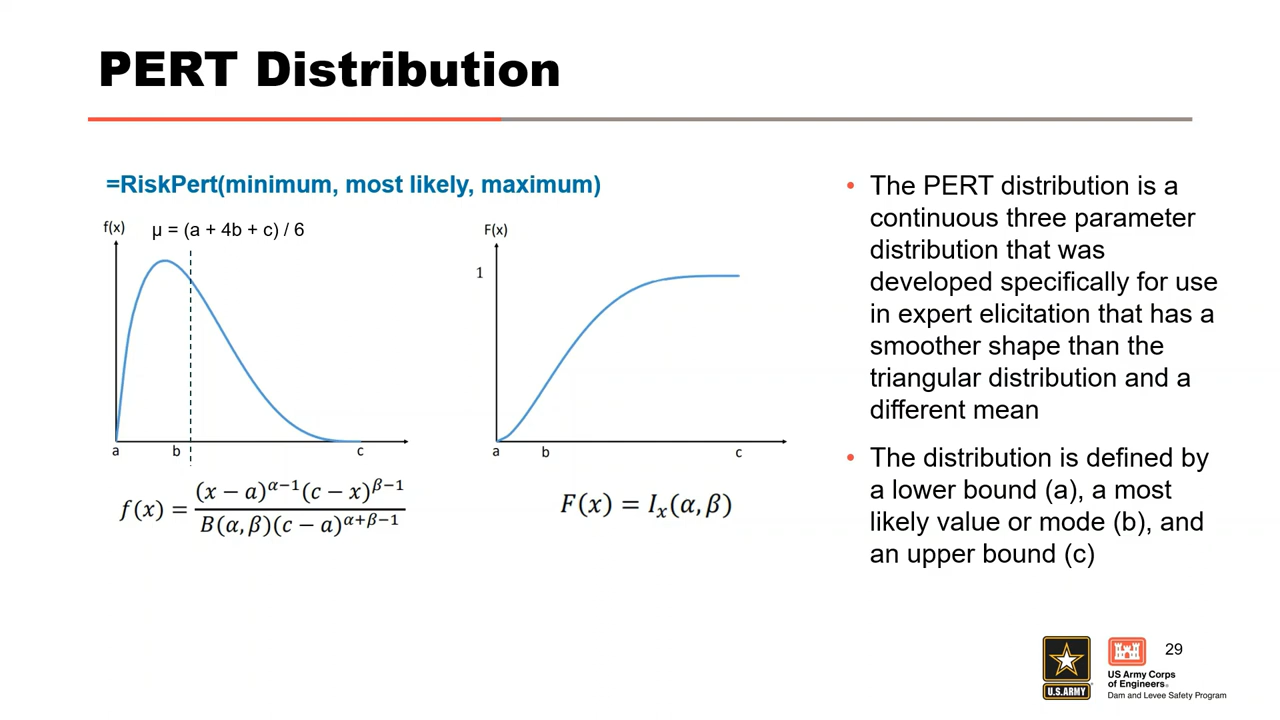 PERT Distribution
=RiskPert(minimum, most likely, maximum)
f(x)
μ = (a + 4b + c) / 6
a
b
c
f(x) = (x − a)^{α−1}(c − x)^{β−1} / B(α, β)(c − a)^{α+β−1}
F(x)
1
a
b
c
F(x) = I_x(α, β)
• The PERT distribution is a
continuous three parameter
distribution that was
developed specifically for use
in expert elicitation that has a
smoother shape than the
triangular distribution and a
different mean
• The distribution is defined by
a lower bound (a), a most
likely value or mode (b), and
an upper bound (c)
U.S.ARMY
US Army Corps
of Engineers®
Dam and Levee Safety Program
29